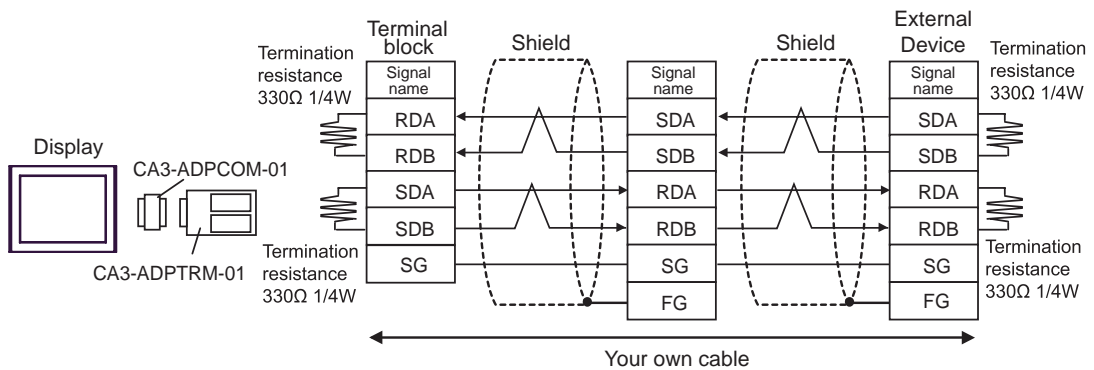 Display
CA3-ADPCOM-01
CA3-ADPTRM-01
Termination
resistance
330Ω 1/4W
Termination
resistance
330Ω 1/4W
Terminal
block
Signal
name
RDA
RDB
SDA
SDB
SG
Shield
Signal
name
SDA
SDB
RDA
RDB
SG
FG
Shield
External
Device
Signal
name
SDA
SDB
RDA
RDB
SG
FG
Termination
resistance
330Ω 1/4W
Termination
resistance
330Ω 1/4W
Your own cable